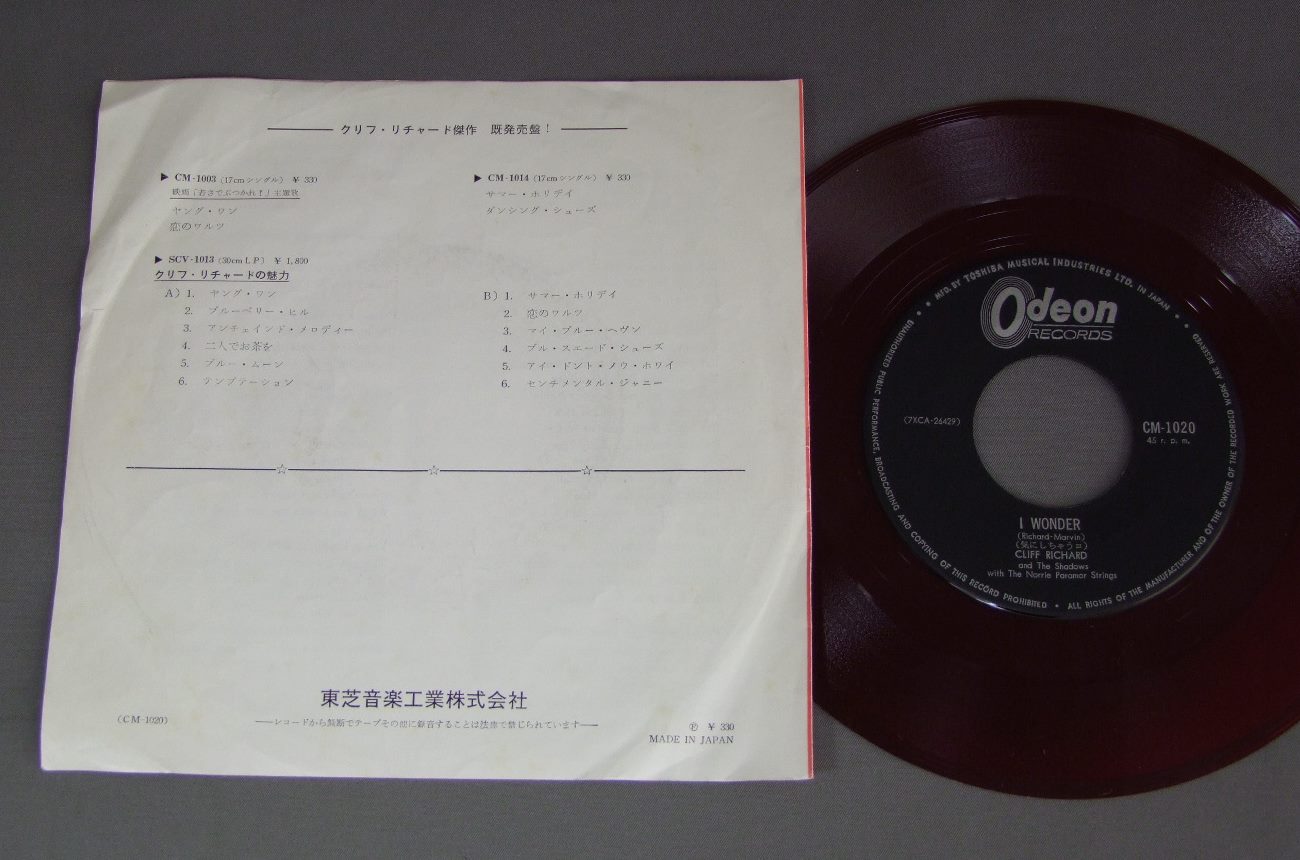 クリフ・リチャード傑作 既発売盤!
▶ CM-1003 (17cmシングル) ¥ 330
映画「若さでぶつかれ!」主題歌
ヤング・ワン
恋のワルツ
▶ CM-1014 (17cmシングル) ¥ 330
サマー・ホリデイ
ダンシング・シューズ
▶ SCV-1013 (30cm LP) ¥ 1,800
クリフ・リチャードの魅力
A) 1. ヤング・ワン
2. ブルーベリー・ヒル
3. アンチェインド・メロディー
4. 二人でお茶を
5. ブルー・ムーン
6. テンプテーション
B) 1. サマー・ホリデイ
2. 恋のワルツ
3. マイ・ブルー・ヘヴン
4. ブル・スエード・シューズ
5. アイ・ドント・ノウ・ホワイ
6. センチメンタル・ジャニー
東芝音楽工業株式会社
(CM-1020)
レコードから無断でテープその他に録音することは法律で禁じられています
Ⓟ ¥ 330
MADE IN JAPAN
• MFD. BY TOSHIBA MUSICAL INDUSTRIES LTD. IN JAPAN •
Odeon
RECORDS
(7XCA-26429)
CM-1020
45 r. p. m.
I WONDER
(Richard-Marvin)
(気にしちゃうヨ)
CLIFF RICHARD
and The Shadows
with The Norrie Paramor Strings
• UNAUTHORIZED PUBLIC PERFORMANCE, BROADCASTING AND COPYING OF THIS RECORD PROHIBITED • ALL RIGHTS OF THE MANUFACTURER AND OF THE OWNER OF THE RECORDED WORK ARE RESERVED •